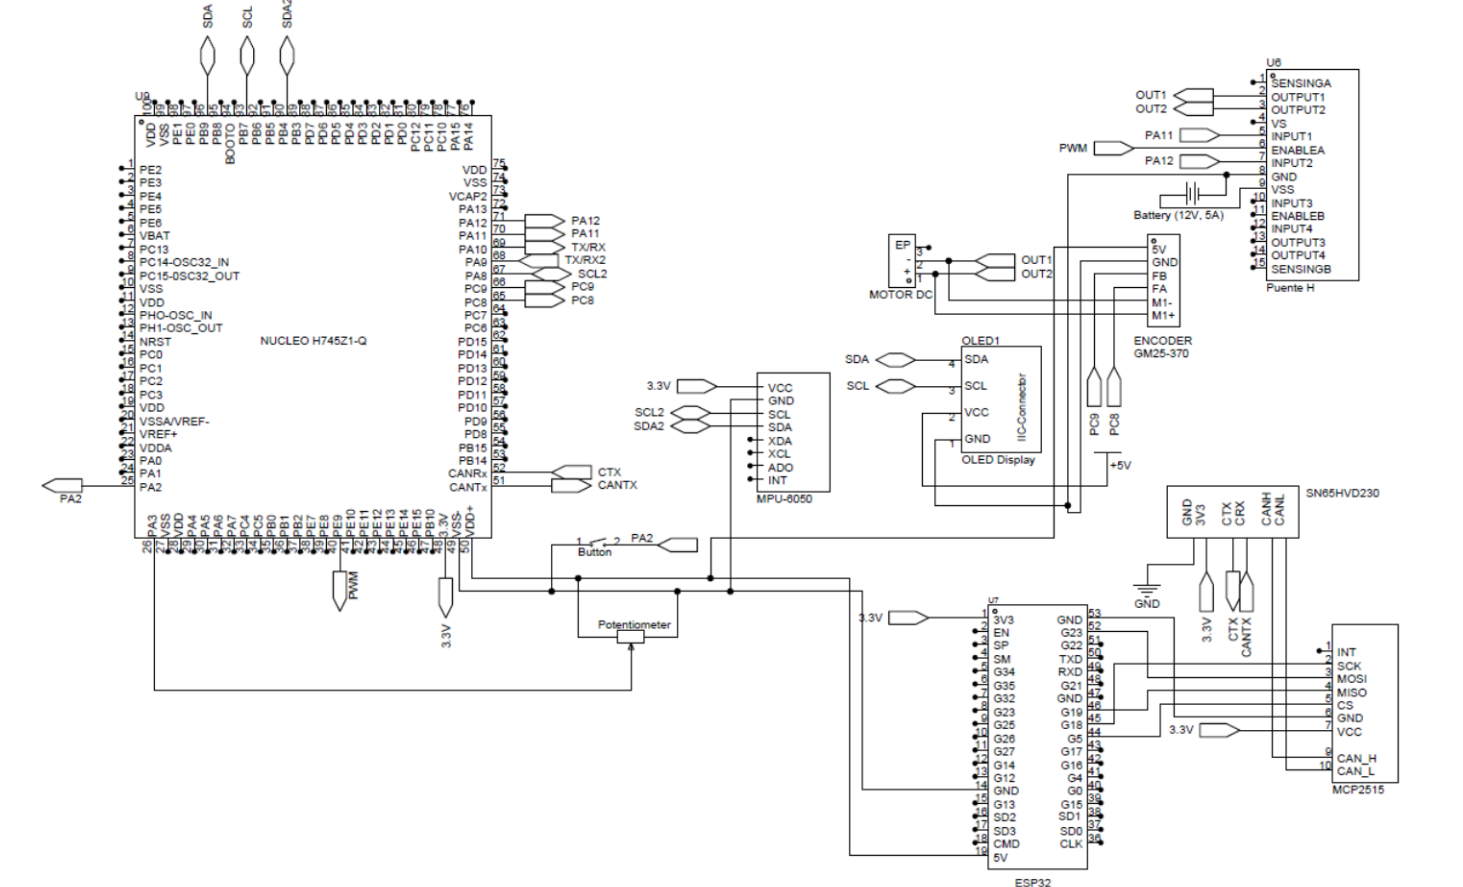 SDA
SCL
SDA2
U9
100 99 98 97 96 95 94 93 92 91 90 89 88 87 86 85 84 83 82 81 80 79 78 77 76
VDD VSS PE1 PE0 PB9 PB8 BOOTO PB7 PB6 PB5 PB4 PB3 PD7 PD6 PD5 PD4 PD3 PD2 PD1 PD0 PC12 PC11 PC10 PA15 PA14
1 PE2
2 PE3
3 PE4
4 PE5
5 PE6
6 VBAT
7 PC13
8 PC14-OSC32_IN
9 PC15-0SC32_OUT
10 VSS
11 VDD
12 PHO-OSC_IN
13 PH1-OSC_OUT
14 NRST
15 PC0
16 PC1
17 PC2
18 PC3
19 VDD
20 VSSA/VREF-
21 VREF+
22 VDDA
23 PA0
24 PA1
25 PA2
PA2
NUCLEO H745Z1-Q
VDD 75
VSS 74
VCAP2 73
PA13 72
PA12 71 PA12
PA11 70 PA11
PA10 69 TX/RX
PA9 68 TX/RX2
PA8 67 SCL2
PC9 66 PC9
PC8 65 PC8
PC7 64
PC6 63
PD15 62
PD14 61
PD13 60
PD12 59
PD11 58
PD10 57
PD9 56
PD8 55
PB15 54
PB14 53
CANRx 52 CTX
CANTx 51 CANTX
PA3 VSS VDD PA4 PA5 PA6 PA7 PC4 PC5 PB0 PB1 PB2 PE7 PE8 PE9 PE10 PE11 PE12 PE13 PE14 PE15 PB10 3.3V VSS- VDD+
26 27 28 29 30 31 32 33 34 35 36 37 38 39 40 41 42 43 44 45 46 47 48 49 50
PWM
3.3V
1 2 PA2
Button
Potentiometer
3.3V VCC
GND
SCL2 SCL
SDA2 SDA
XDA
XCL
ADO
INT
MPU-6050
U6
1 SENSINGA
OUT1 2 OUTPUT1
OUT2 3 OUTPUT2
4 VS
PA11 5 INPUT1
PWM 6 ENABLEA
PA12 7 INPUT2
8 GND
9 VSS
10 INPUT3
11 ENABLEB
12 INPUT4
13 OUTPUT3
14 OUTPUT4
15 SENSINGB
Puente H
Battery (12V, 5A)
EP 3
- 2 OUT1
+ 1 OUT2
MOTOR DC
5V
GND
FB
FA
M1-
M1+
ENCODER
GM25-370
PC9
PC8
+5V
OLED1
SDA 4 SDA
SCL 3 SCL
2 VCC
1 GND
IIC-Connector
OLED Display
SN65HVD230
GND 3V3 CTX CRX CANH CANL
GND
3.3V
CTX
CANTX
U7
3.3V 1 3V3
2 EN
3 SP
4 SM
5 G34
6 G35
7 G32
8 G23
9 G25
10 G26
11 G27
12 G14
13 G12
14 GND
15 G13
16 SD2
17 SD3
18 CMD
19 5V
GND 53
G23 52
G22 51
TXD 50
RXD 49
G21 48
GND 47
G19 46
G18 45
G5 44
G17 43
G16 42
G4 41
G0 40
G15 39
SD1 38
SD0 37
CLK 36
ESP32
1 INT
2 SCK
3 MOSI
4 MISO
5 CS
6 GND
3.3V 7 VCC
9 CAN_H
10 CAN_L
MCP2515